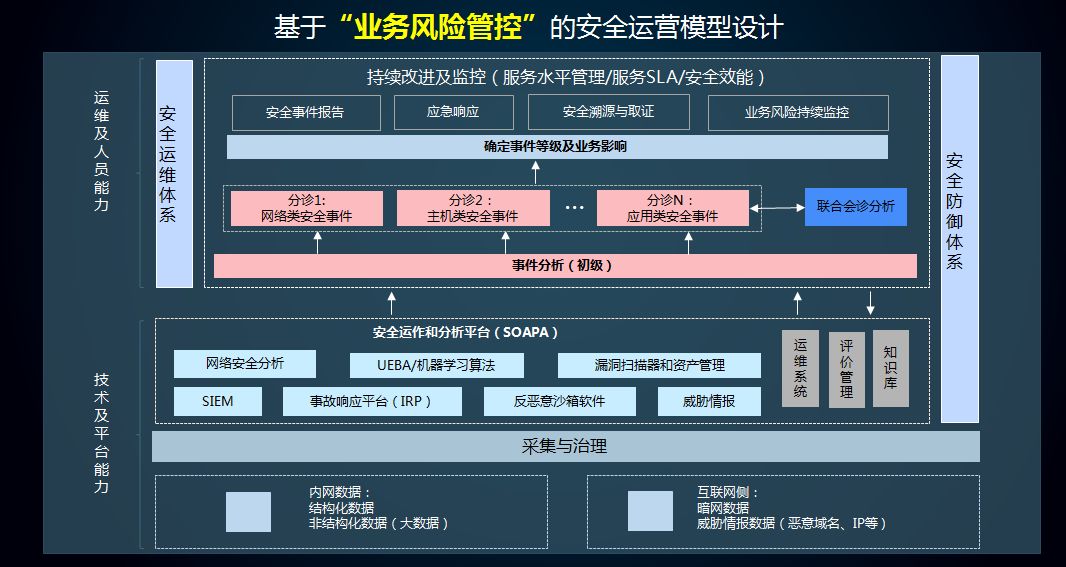 基于“业务风险管控”的安全运营模型设计
运维及人员能力
安全运维体系
持续改进及监控（服务水平管理/服务SLA/安全效能）
安全事件报告
应急响应
安全溯源与取证
业务风险持续监控
确定事件等级及业务影响
分诊1:
网络类安全事件
分诊2：
主机类安全事件
...
分诊N：
应用类安全事件
联合会诊分析
事件分析（初级）
安全防御体系
技术及平台能力
安全运作和分析平台（SOAPA）
网络安全分析
UEBA/机器学习算法
漏洞扫描器和资产管理
SIEM
事故响应平台（IRP）
反恶意沙箱软件
威胁情报
运维系统
评价管理
知识库
采集与治理
内网数据：
结构化数据
非结构化数据（大数据）
互联网侧：
暗网数据
威胁情报数据（恶意域名、IP等）